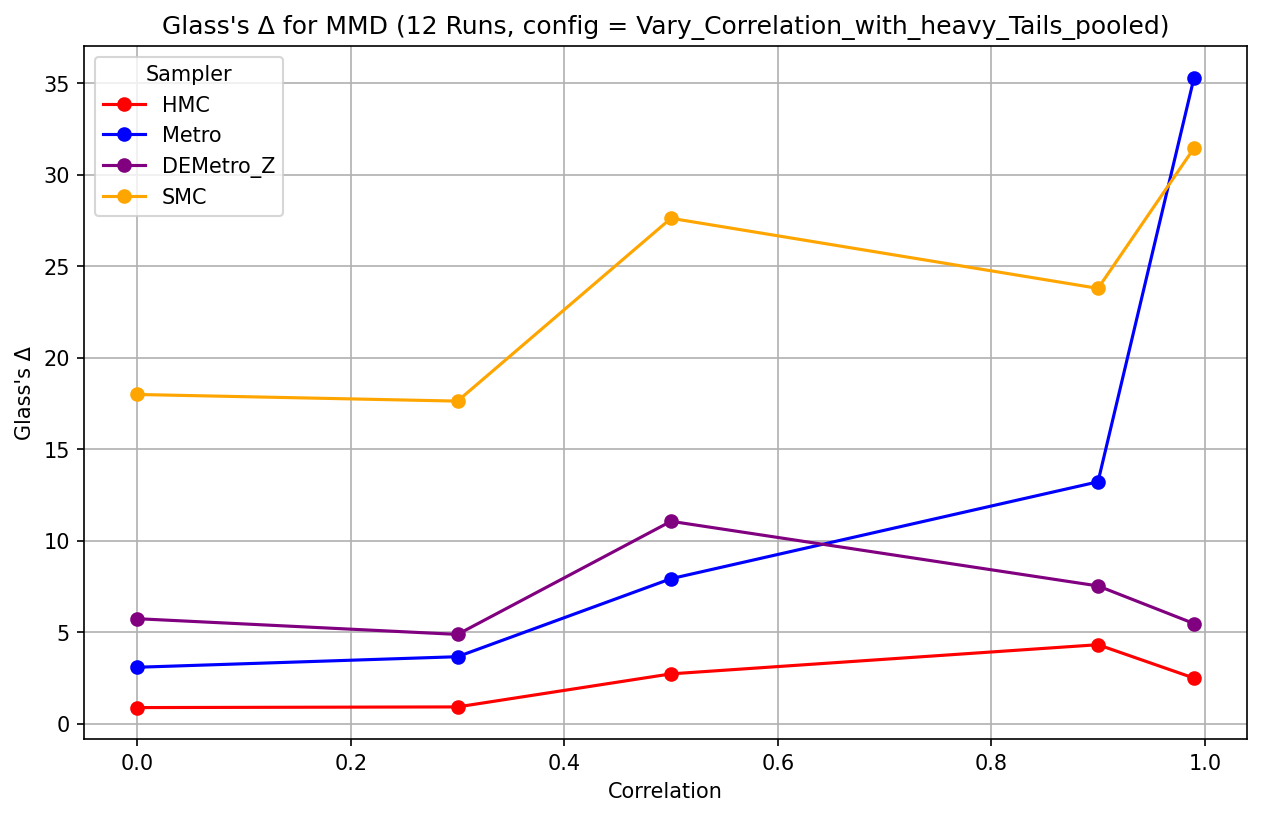 Glass's Δ for MMD (12 Runs, config = Vary_Correlation_with_heavy_Tails_pooled)
Sampler
HMC
Metro
DEMetro_Z
SMC
Glass's Δ
35
30
25
20
15
10
5
0
0.0 0.2 0.4 0.6 0.8 1.0
Correlation